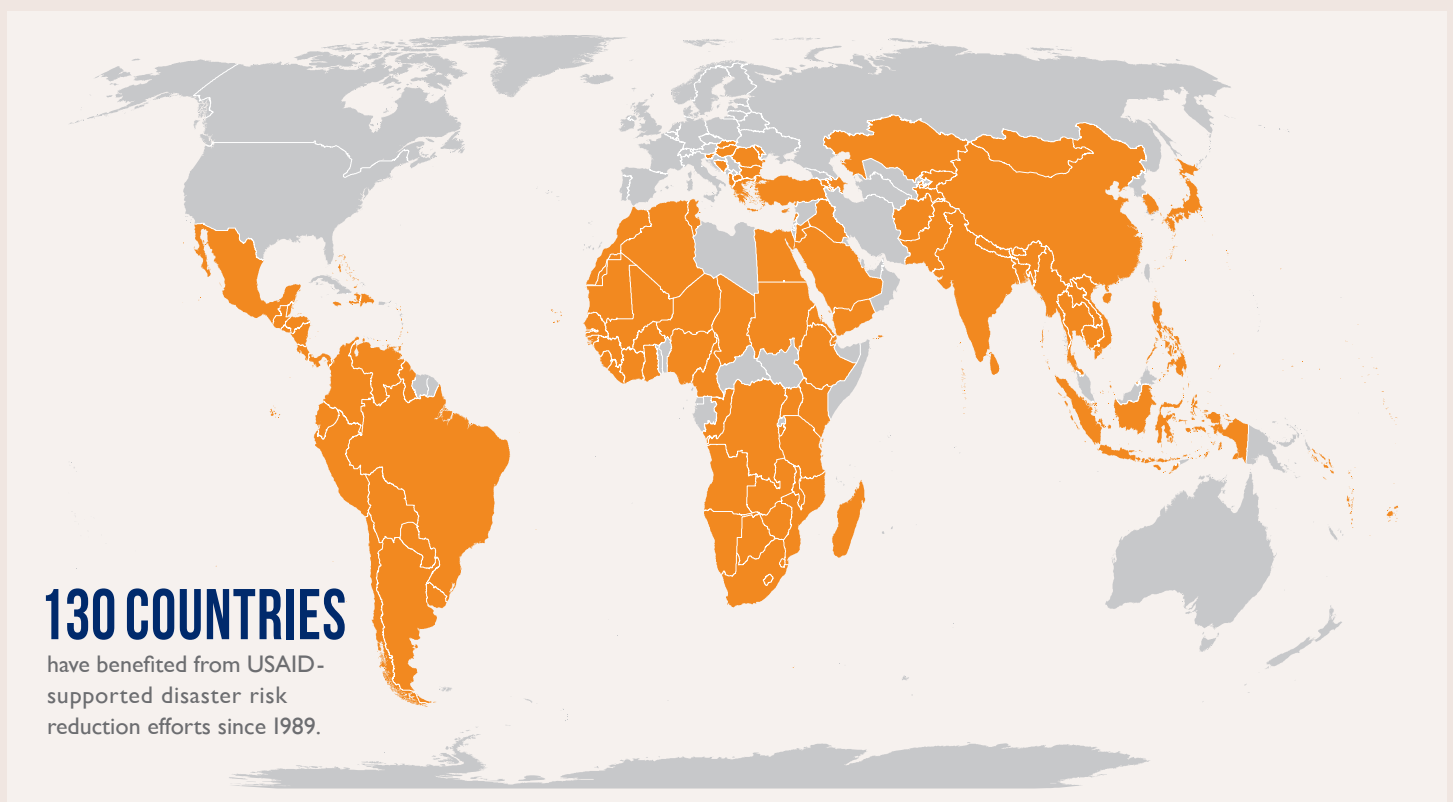 130 COUNTRIES
have benefited from USAID-
supported disaster risk
reduction efforts since 1989.